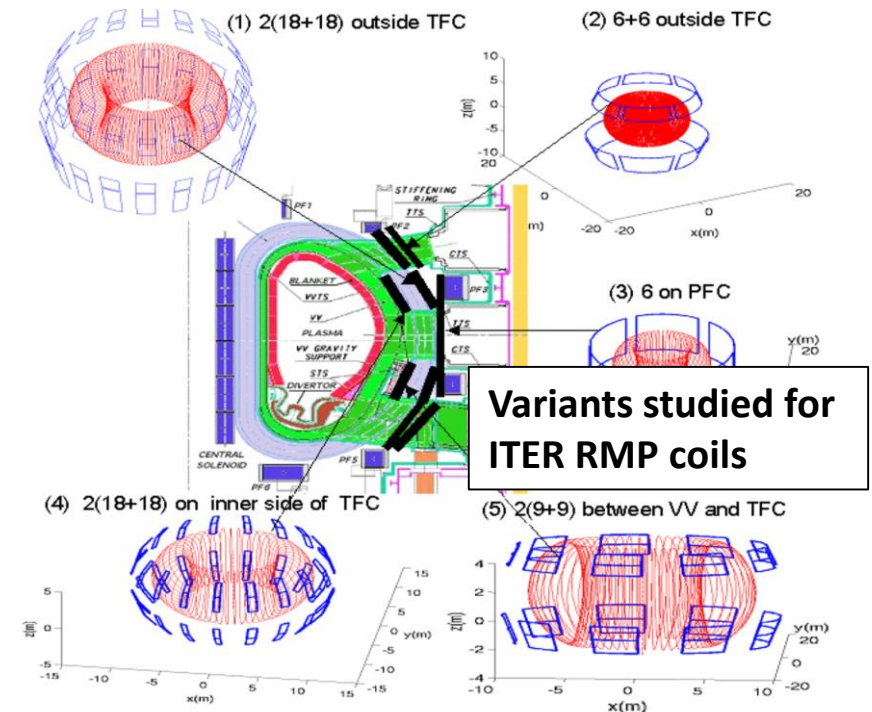 (1) 2(18+18) outside TFC
(2) 6+6 outside TFC
10
5
0
-5
-10
20
0
-20
-20
0
20
z(m)
x(m)
m)
STIFFENING
RING
TTS
PF1
PF2
CTS
BLANKET
VVTS
VV
PLASMA
VV GRAVITY
SUPPORT
STS
DIVERTOR
PF3
TTS
CTS
CENTRAL
SOLENOID
PF5
PF6
(3) 6 on PFC
y(m)
20
Variants studied for
ITER RMP coils
(4) 2(18+18) on inner side of TFC
5
0
-5
z(m)
-15
-10
-5
0
5
10
15
x(m)
15
10
5
0
-5
-10
-15
y(m)
(5) 2(9+9) between VV and TFC
4
2
0
-2
-4
z(m)
-10
-5
0
5
10
x(m)
y(m)
20
0
-20